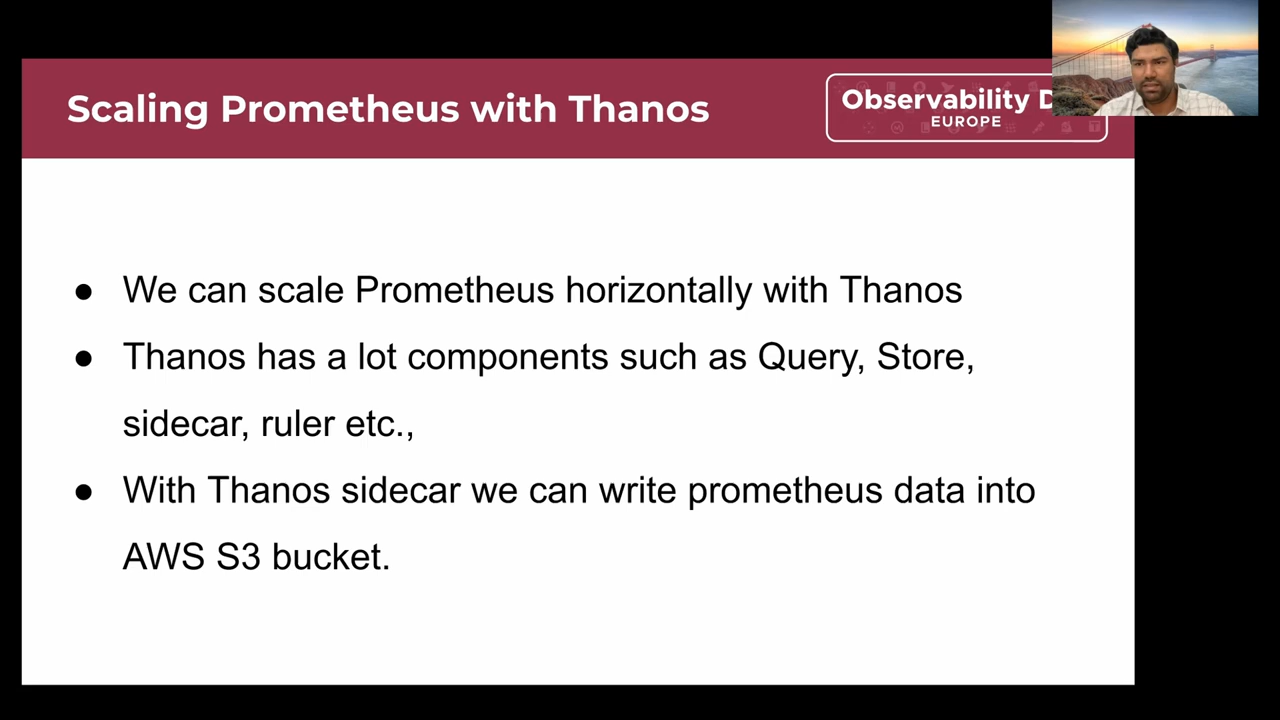 Scaling Prometheus with Thanos
Observability D
EUROPE
● We can scale Prometheus horizontally with Thanos
● Thanos has a lot components such as Query, Store,
sidecar, ruler etc.,
● With Thanos sidecar we can write prometheus data into
AWS S3 bucket.